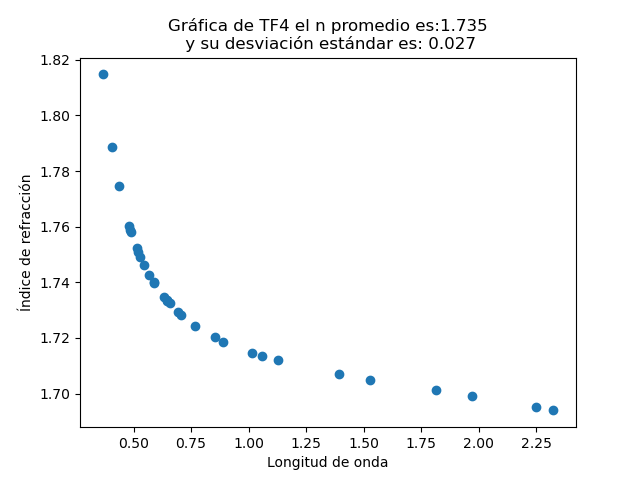 Gráfica de TF4 el n promedio es:1.735
y su desviación estándar es: 0.027
1.82
1.80
1.78
1.76
1.74
1.72
1.70
Índice de refracción
0.50 0.75 1.00 1.25 1.50 1.75 2.00 2.25
Longitud de onda